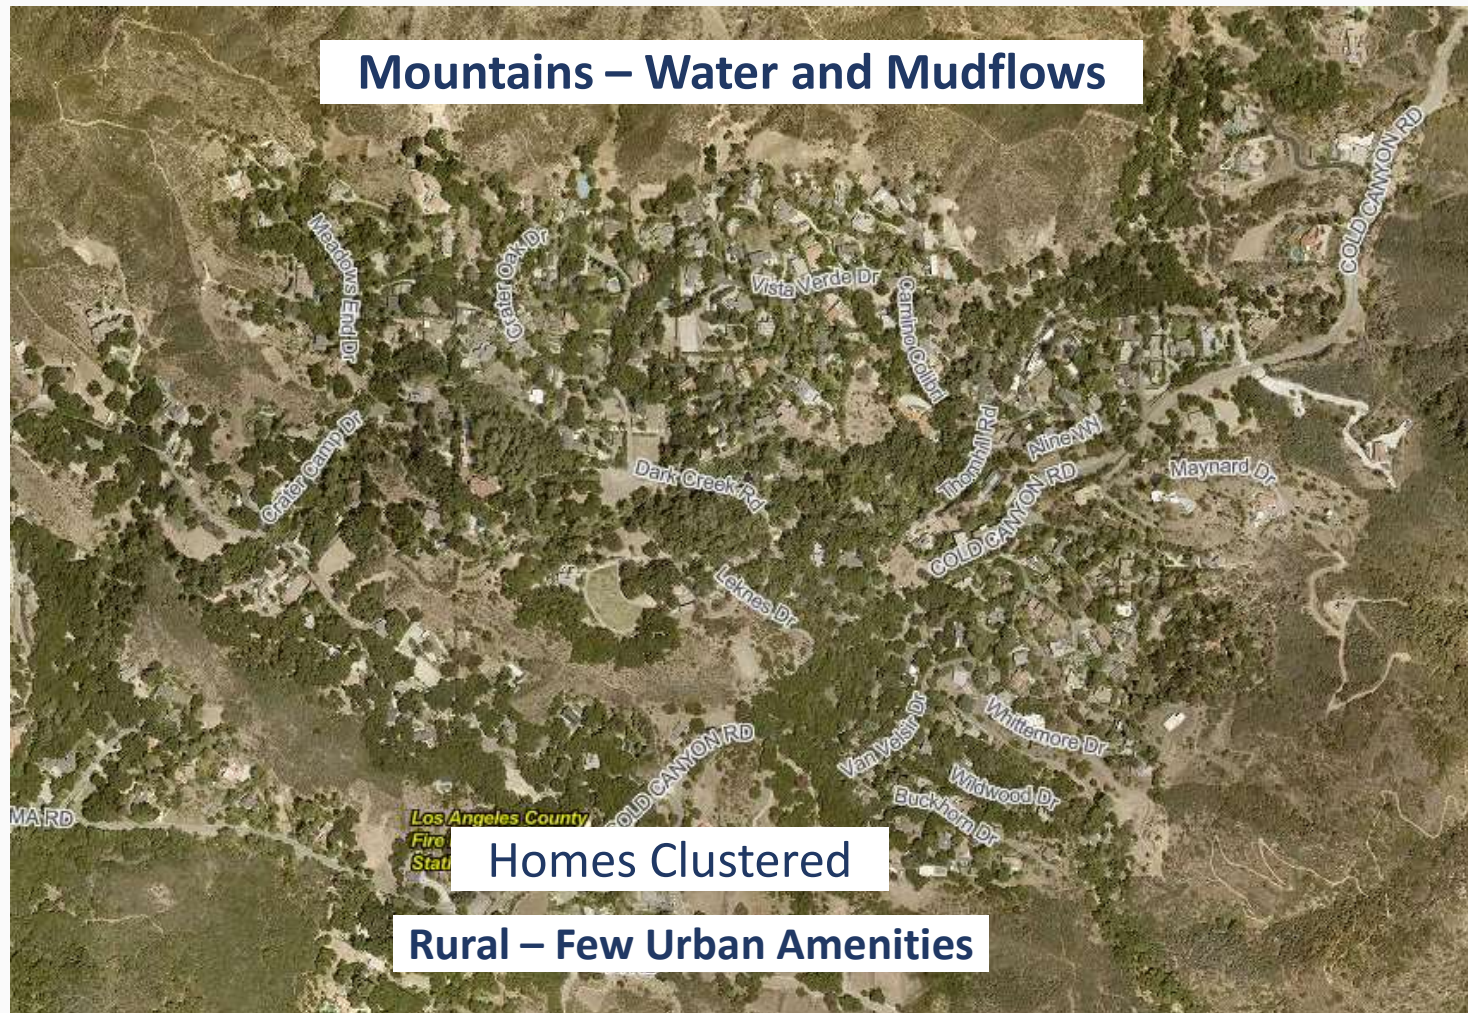 Mountains – Water and Mudflows
COLD CANYON RD
Meadows End Dr
Crater Oak Dr
Vista Verde Dr
Camino Colibri
Crater Camp Dr
Thornhill Rd
Aline Wy
Dark Creek Rd
COLD CANYON RD
Maynard Dr
Leknes Dr
Van Velsir Dr
Whittemore Dr
COLD CANYON RD
Wildwood Dr
Buckhorn Dr
MA RD
Los Angeles County
Fire
Stati
Homes Clustered
Rural – Few Urban Amenities